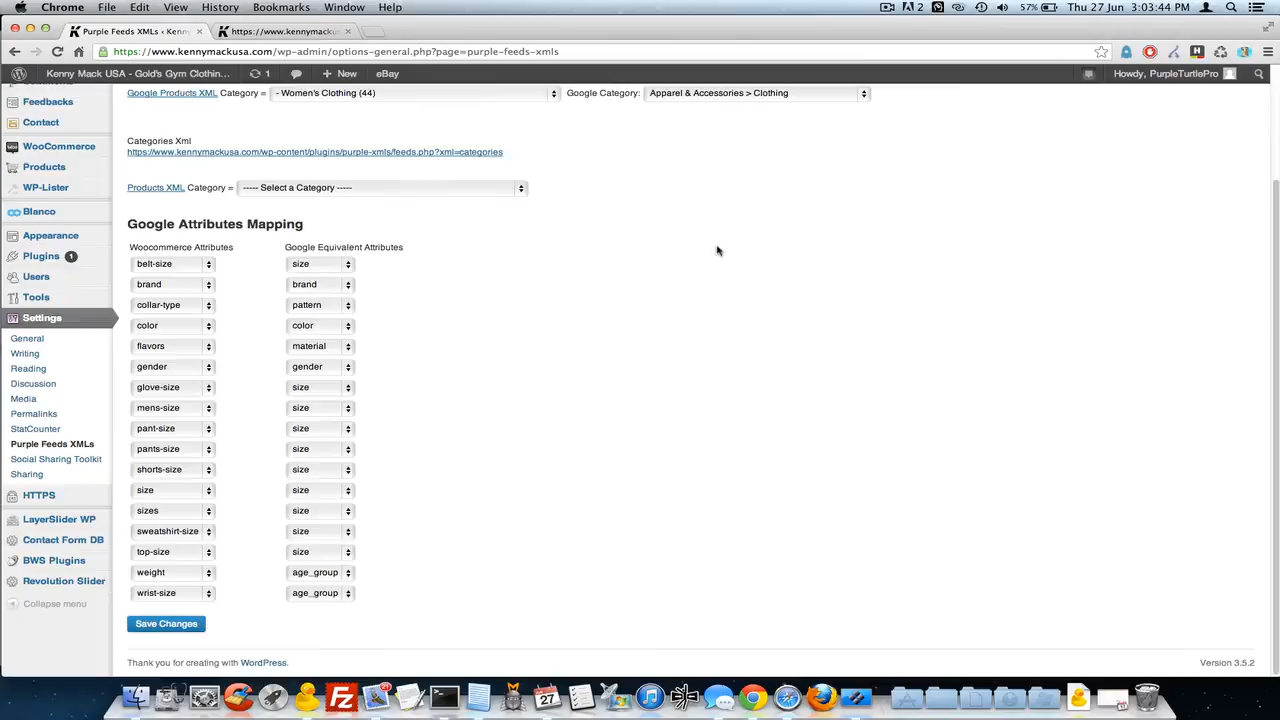 Chrome File Edit View History Bookmarks Window Help 2 57% Thu 27 Jun 3:03:44 PM
Purple Feeds XMLs ‹ Kenny × https://www.kennymackus ×
https://www.kennymackusa.com/wp-admin/options-general.php?page=purple-feeds-xmls
Kenny Mack USA - Gold's Gym Clothin... 1 + New eBay Howdy, PurpleTurtlePro
Feedbacks
Contact
WooCommerce
Products
WP-Lister
Blanco
Appearance
Plugins 1
Users
Tools
Settings
General
Writing
Reading
Discussion
Media
Permalinks
StatCounter
Purple Feeds XMLs
Social Sharing Toolkit
Sharing
HTTPS
LayerSlider WP
Contact Form DB
BWS Plugins
Revolution Slider
Collapse menu
Google Products XML Category = - Women's Clothing (44) Google Category: Apparel & Accessories > Clothing
Categories Xml
https://www.kennymackusa.com/wp-content/plugins/purple-xmls/feeds.php?xml=categories
Products XML Category = ----- Select a Category -----
Google Attributes Mapping
Woocommerce Attributes Google Equivalent Attributes
belt-size size
brand brand
collar-type pattern
color color
flavors material
gender gender
glove-size size
mens-size size
pant-size size
pants-size size
shorts-size size
size size
sizes size
sweatshirt-size size
top-size size
weight age_group
wrist-size age_group
Save Changes
Thank you for creating with WordPress. Version 3.5.2
27